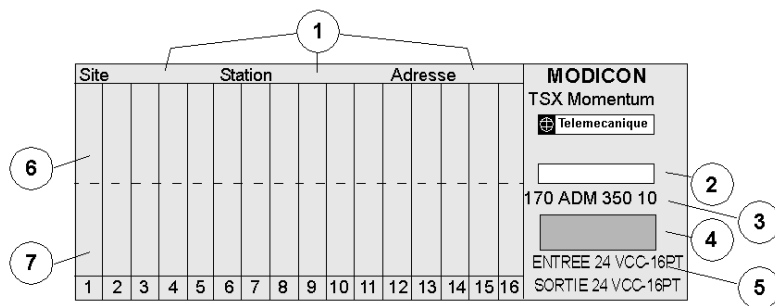 1
Site Station Adresse
MODICON
TSX Momentum
Telemecanique
6
2
170 ADM 350 10
3
4
ENTREE 24 VCC-16PT
7
5
1 2 3 4 5 6 7 8 9 10 11 12 13 14 15 16
SORTIE 24 VCC-16PT